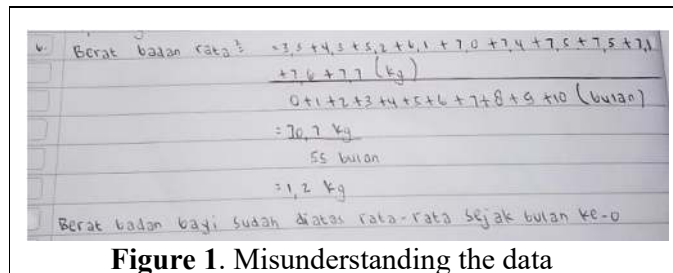 6. Berat badan rata² =3,5 +4,3 +5,2 +6,1 +7,0 +7,4 +7,5 +7,5 +7,1
+7,6 +7,7 (kg)
0+1+2+3+4+5+6+7+8+9+10 (bulan)
=70,7 kg
55 bulan
=1,2 kg
Berat badan bayi sudah diatas rata-rata sejak bulan ke-0
Figure 1. Misunderstanding the data